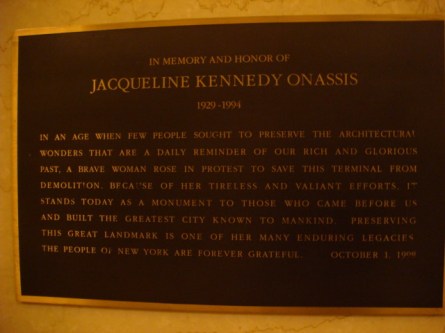 IN MEMORY AND HONOR OF
JACQUELINE KENNEDY ONASSIS
1929-1994
IN AN AGE WHEN FEW PEOPLE SOUGHT TO PRESERVE THE ARCHITECTURAL
WONDERS THAT ARE A DAILY REMINDER OF OUR RICH AND GLORIOUS
PAST, A BRAVE WOMAN ROSE IN PROTEST TO SAVE THIS TERMINAL FROM
DEMOLITION. BECAUSE OF HER TIRELESS AND VALIANT EFFORTS, IT
STANDS TODAY AS A MONUMENT TO THOSE WHO CAME BEFORE US
AND BUILT THE GREATEST CITY KNOWN TO MANKIND. PRESERVING
THIS GREAT LANDMARK IS ONE OF HER MANY ENDURING LEGACIES.
THE PEOPLE OF NEW YORK ARE FOREVER GRATEFUL. OCTOBER 1, 1998